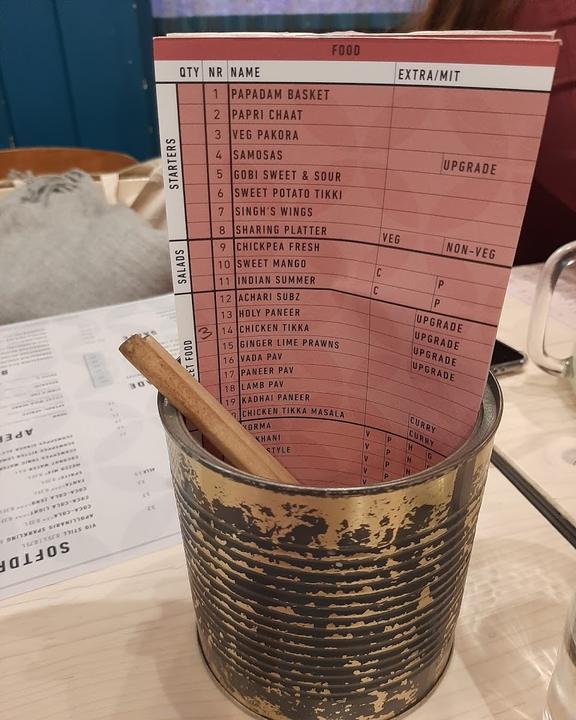 FOOD
QTY NR NAME EXTRA/MIT
STARTERS
1 PAPADAM BASKET
2 PAPRI CHAAT
3 VEG PAKORA
4 SAMOSAS UPGRADE
5 GOBI SWEET & SOUR
6 SWEET POTATO TIKKI
7 SINGH'S WINGS
8 SHARING PLATTER VEG NON-VEG
SALADS
9 CHICKPEA FRESH
10 SWEET MANGO C P
11 INDIAN SUMMER C P
12 ACHARI SUBZ
13 HOLY PANEER UPGRADE
3 14 CHICKEN TIKKA UPGRADE
15 GINGER LIME PRAWNS UPGRADE
16 VADA PAV UPGRADE
17 PANEER PAV
18 LAMB PAV
19 KADHAI PANEER
CHICKEN TIKKA MASALA CURRY
KORMA CURRY
KHANI V P H G
STYLE V P H
FOOD
APE
SOFTDR